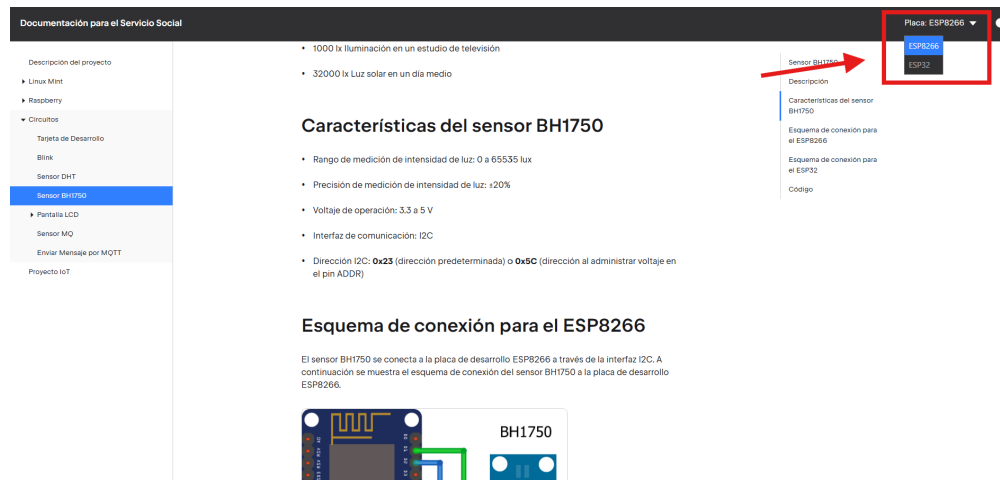 Documentación para el Servicio Social
Placa: ESP8266
ESP8266
ESP32
Descripción del proyecto
Linux Mint
Raspberry
Circuitos
Tarjeta de Desarrollo
Blink
Sensor DHT
Sensor BH1750
Pantalla LCD
Sensor MQ
Enviar Mensaje por MQTT
Proyecto IoT
• 1000 lx Iluminación en un estudio de televisión
• 32000 lx Luz solar en un día medio
Características del sensor BH1750
• Rango de medición de intensidad de luz: 0 a 65535 lux
• Precisión de medición de intensidad de luz: ±20%
• Voltaje de operación: 3.3 a 5 V
• Interfaz de comunicación: I2C
• Dirección I2C: 0x23 (dirección predeterminada) o 0x5C (dirección al administrar voltaje en
el pin ADDR)
Esquema de conexión para el ESP8266
El sensor BH1750 se conecta a la placa de desarrollo ESP8266 a través de la interfaz I2C. A
continuación se muestra el esquema de conexión del sensor BH1750 a la placa de desarrollo
ESP8266.
BH1750
Sensor BH1750
Descripción
Características del sensor
BH1750
Esquema de conexión para
el ESP8266
Esquema de conexión para
el ESP32
Código